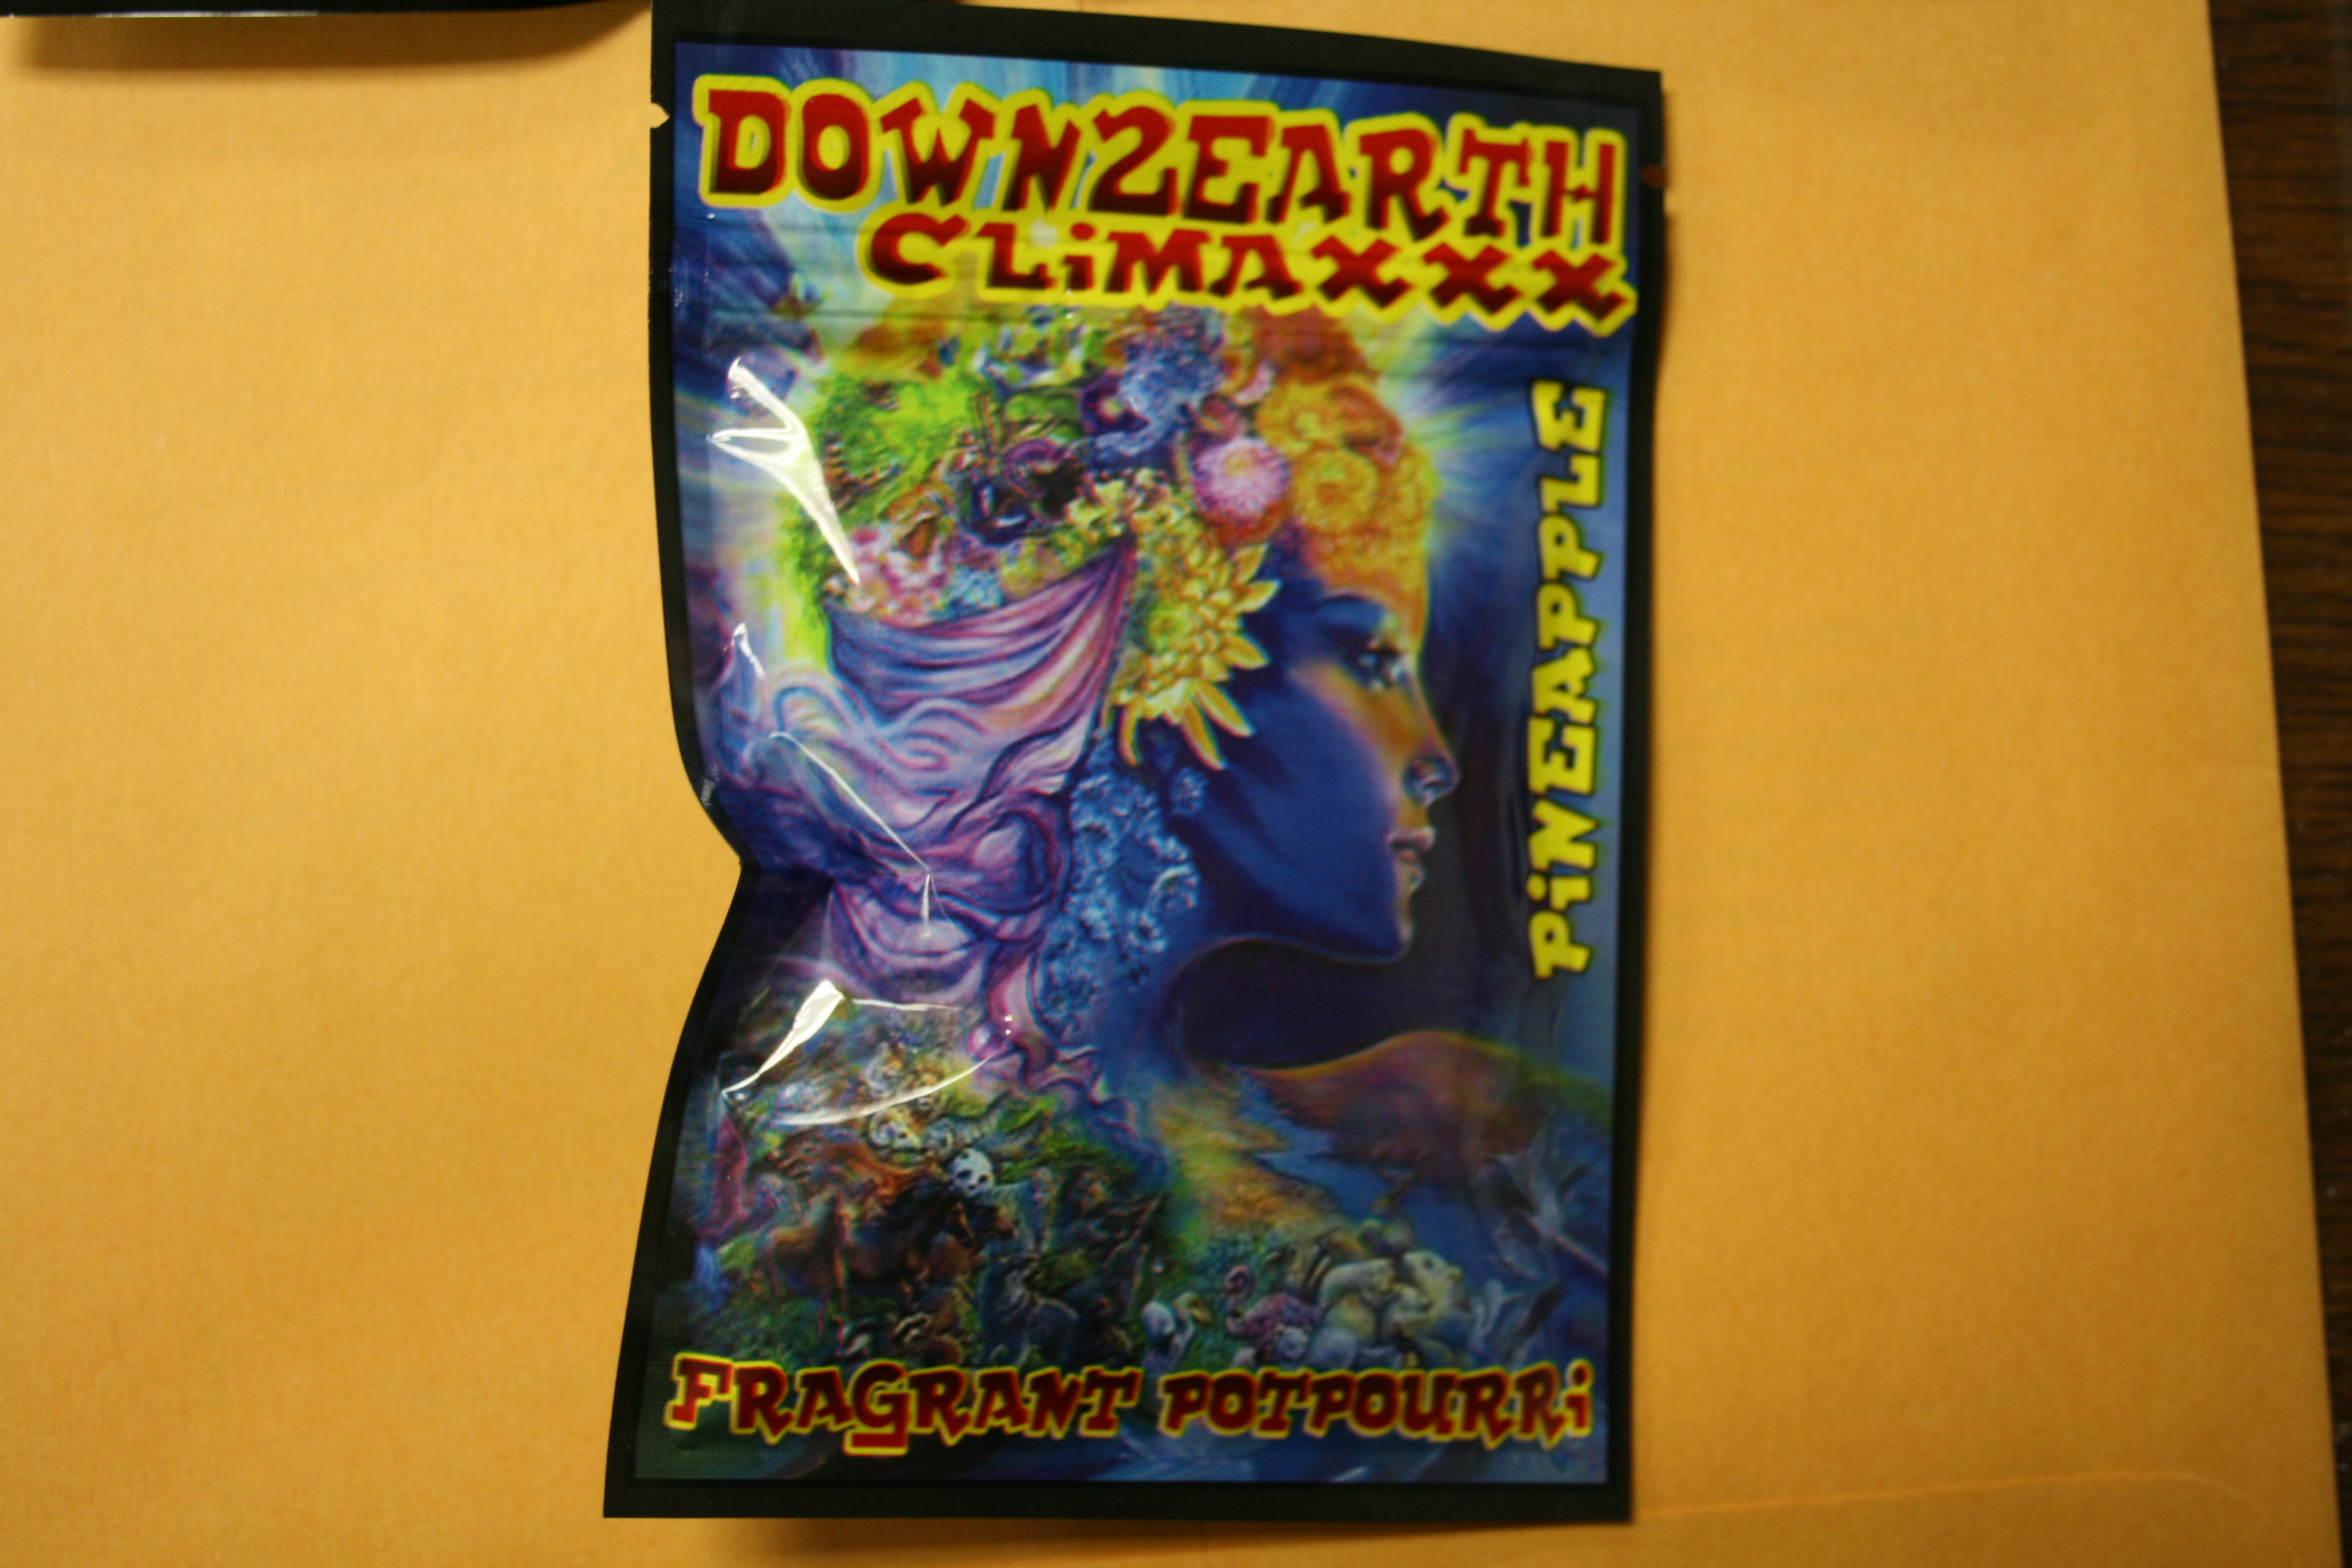 DOWN2EARTH
CLiMAXXX
PiNEAPPLE
FRAGRANT POTPOURRi